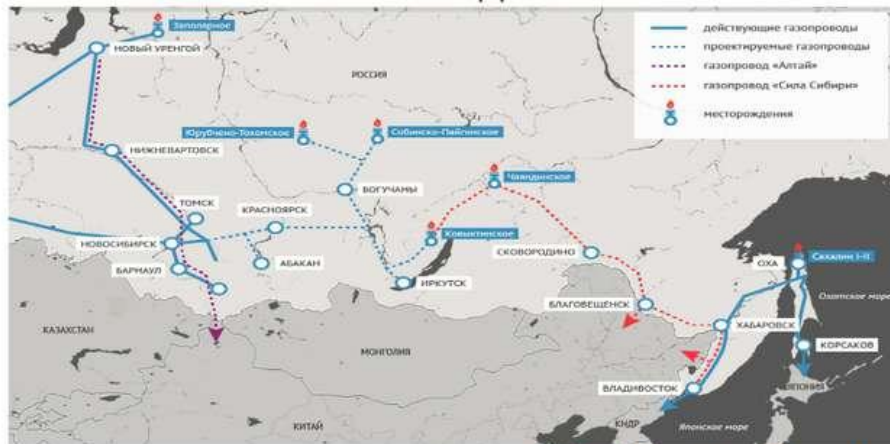 действующие газопроводы
проектируемые газопроводы
газопровод «Алтай»
газопровод «Сила Сибири»
месторождения
Заполярное
НОВЫЙ УРЕНГОЙ
РОССИЯ
Юрубчено-Тохомское
Собинско-Пайгинское
НИЖНЕВАРТОВСК
Чаяндинское
БОГУЧАНЫ
ТОМСК
КРАСНОЯРСК
НОВОСИБИРСК
Ковыктинское
СКОВОРОДИНО
АБАКАН
БАРНАУЛ
ИРКУТСК
ОХА
Сахалин I-II
Охотское море
БЛАГОВЕЩЕНСК
КАЗАХСТАН
ХАБАРОВСК
МОНГОЛИЯ
КОРСАКОВ
ВЛАДИВОСТОК
ЯПОНИЯ
КИТАЙ
КНДР
Японское море